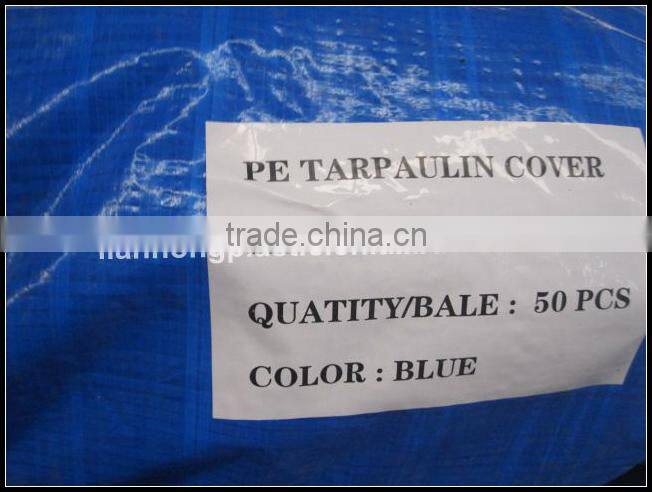 PE TARPAULIN COVER
trade.china.cn
QUATITY/BALE : 50 PCS
COLOR : BLUE